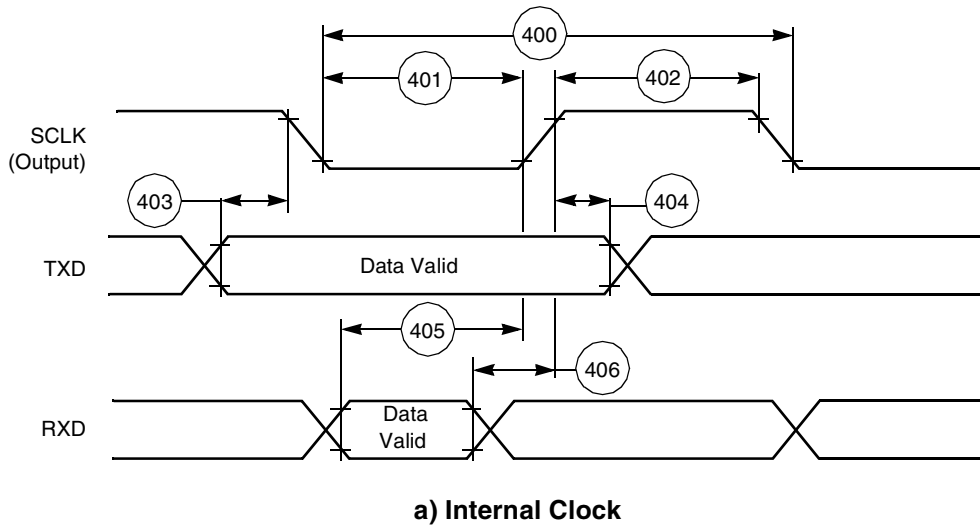 400
401
402
SCLK
(Output)
403
404
TXD
Data Valid
405
406
RXD
Data
Valid
a) Internal Clock